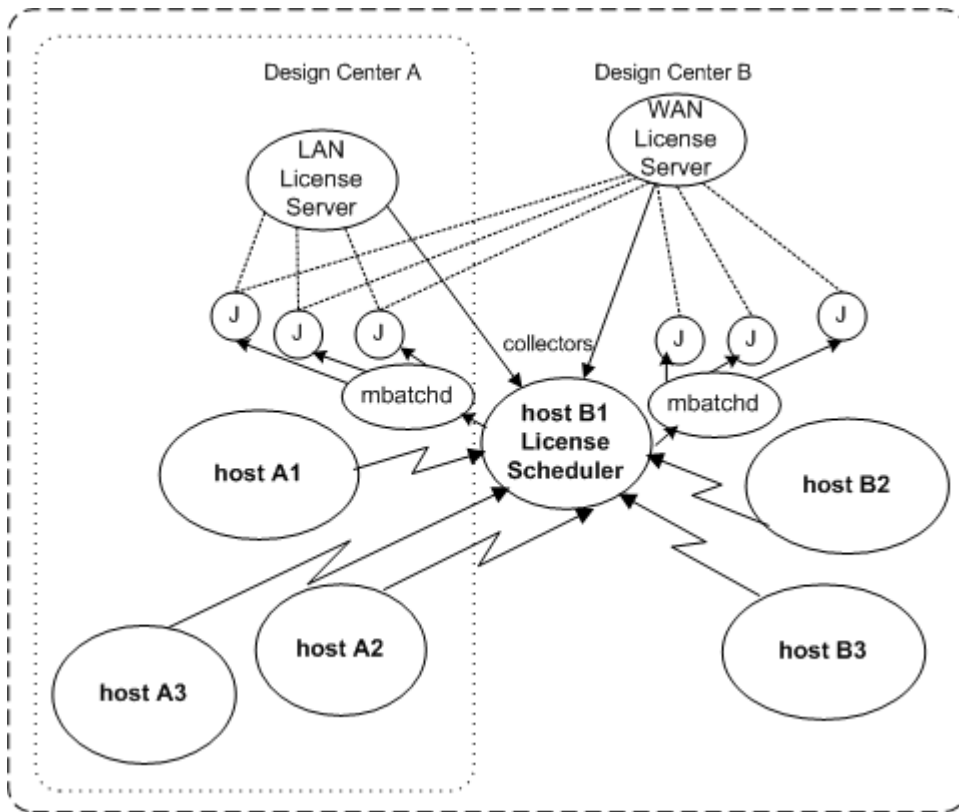 Design Center A
Design Center B
LAN
License
Server
WAN
License
Server
J
J
J
J
J
J
collectors
mbatchd
mbatchd
host B1
License
Scheduler
host A1
host B2
host A2
host A3
host B3